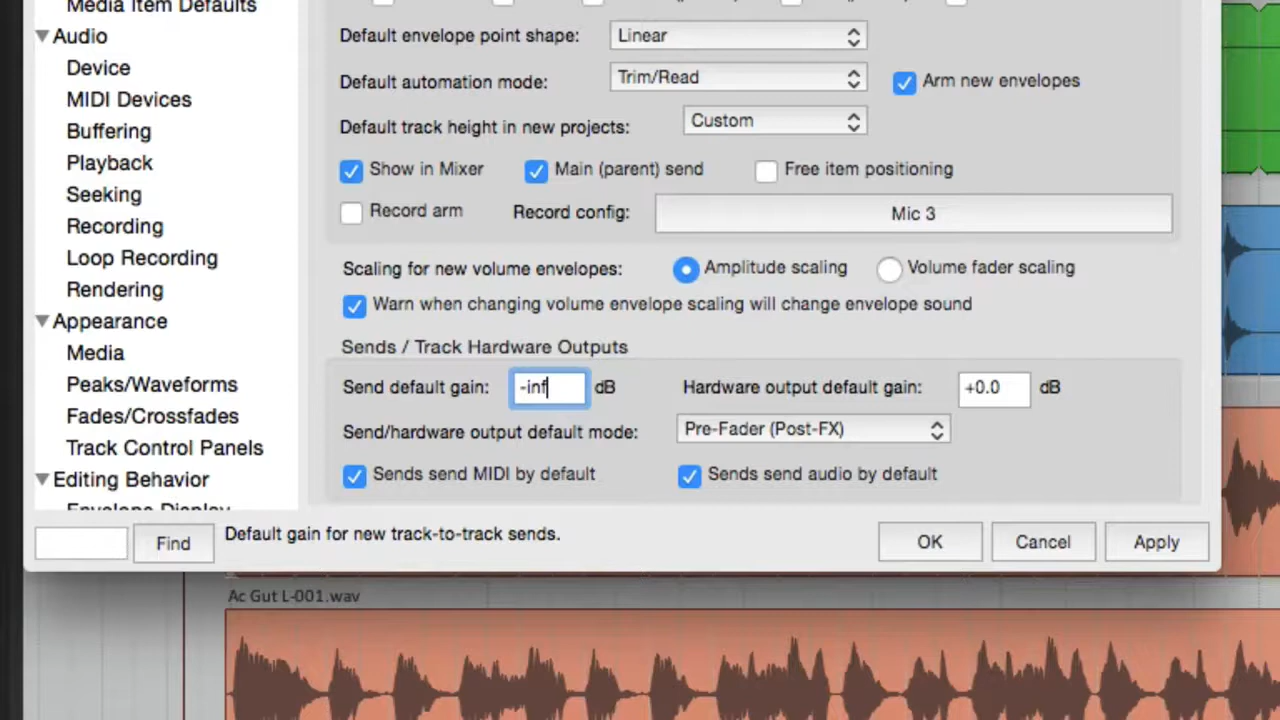 Media Item Defaults
Audio
Device
MIDI Devices
Buffering
Playback
Seeking
Recording
Loop Recording
Rendering
Appearance
Media
Peaks/Waveforms
Fades/Crossfades
Track Control Panels
Editing Behavior
Envelope Display
Find
Default envelope point shape: Linear
Default automation mode: Trim/Read Arm new envelopes
Default track height in new projects: Custom
Show in Mixer Main (parent) send Free item positioning
Record arm Record config: Mic 3
Scaling for new volume envelopes: Amplitude scaling Volume fader scaling
Warn when changing volume envelope scaling will change envelope sound
Sends / Track Hardware Outputs
Send default gain: -inf dB Hardware output default gain: +0.0 dB
Send/hardware output default mode: Pre-Fader (Post-FX)
Sends send MIDI by default Sends send audio by default
Default gain for new track-to-track sends.
OK Cancel Apply
Ac Gut L-001.wav